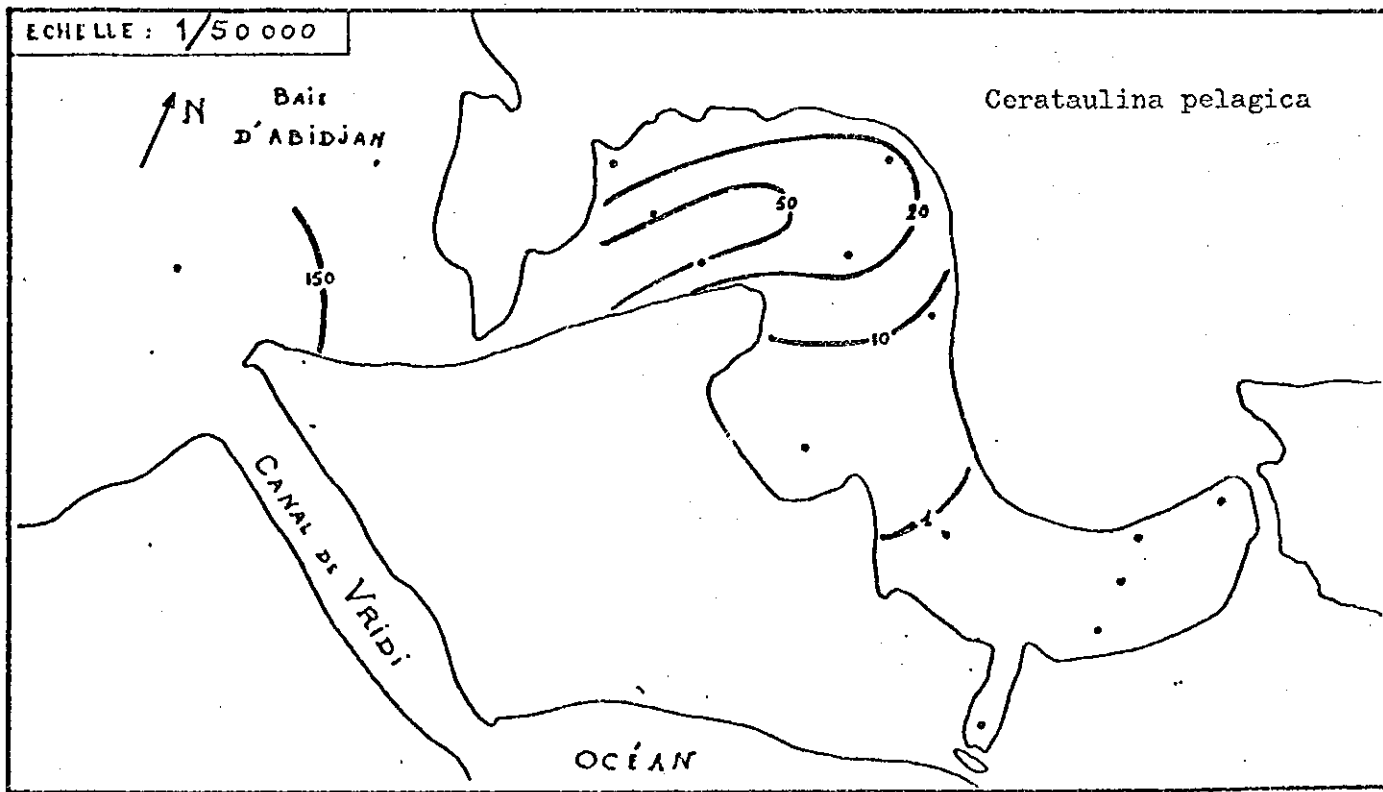 ECHELLE: 1/50 000
N
BAIE
D'ABIDJAN
Cerataulina pelagica
50
20
150
10
1
CANAL DE VRIDI
OCÉAN